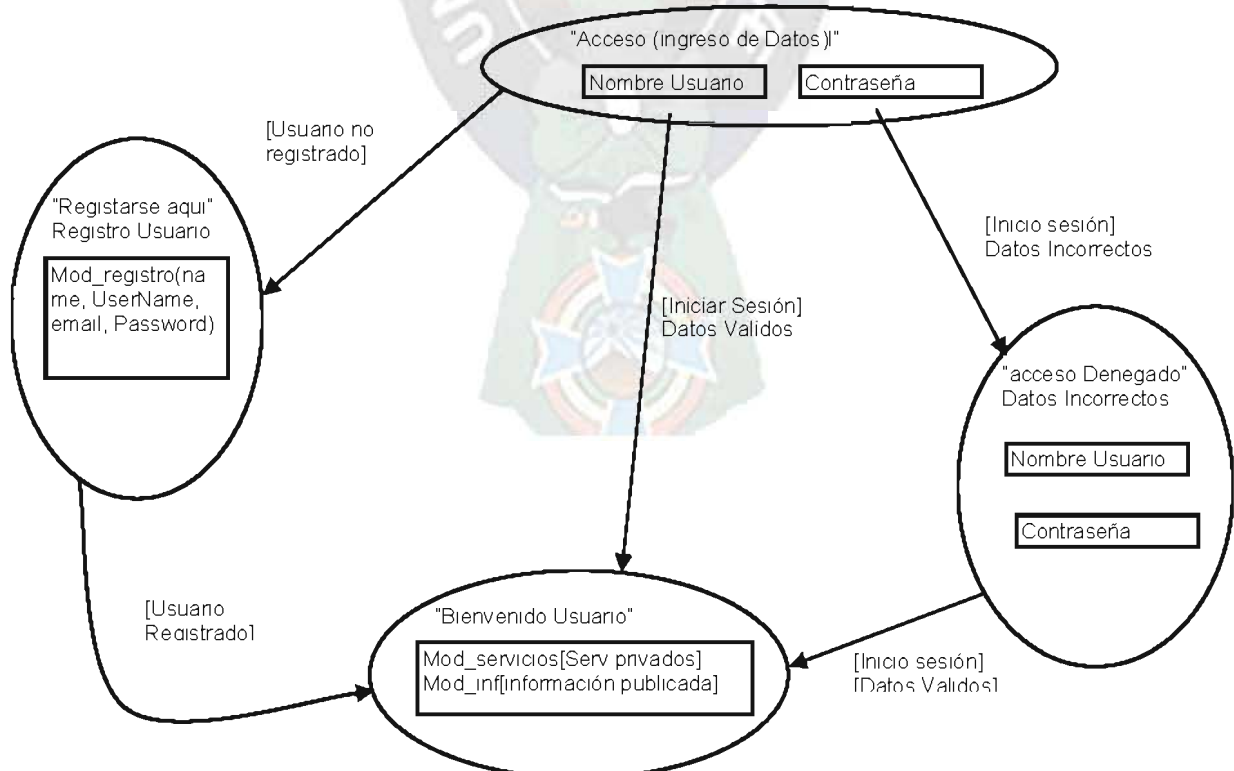 "Acceso (ingreso de Datos)|"
Nombre Usuario
Contraseña
[Usuario no
registrado]
"Registarse aqui"
Registro Usuario
Mod_registro(na
me, UserName,
email, Password)
[Inicio sesión]
Datos Incorrectos
[Iniciar Sesión]
Datos Validos
"acceso Denegado"
Datos Incorrectos
Nombre Usuario
Contraseña
[Usuario
Registrado]
"Bienvenido Usuario"
Mod_servicios[Serv privados]
Mod_inf[información publicada]
[Inicio sesión]
[Datos Validos]